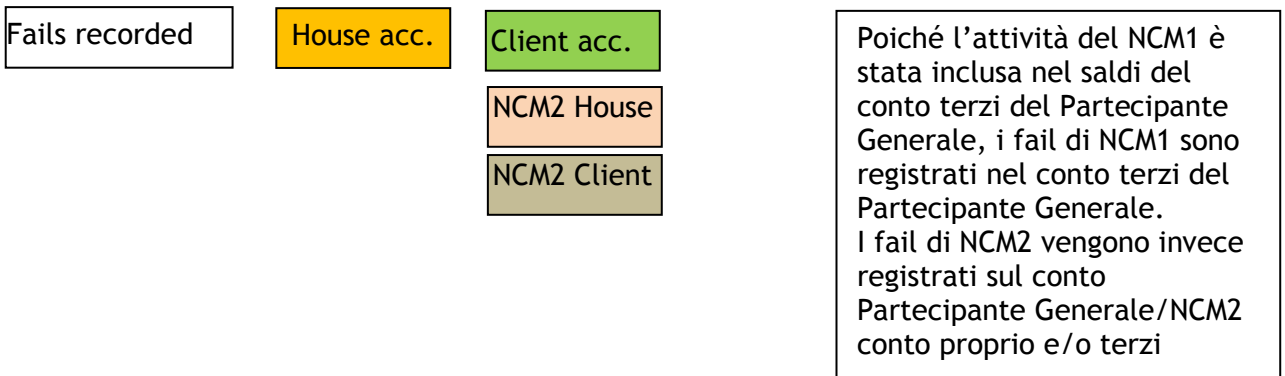 Fails recorded
House acc.
Client acc.
NCM2 House
NCM2 Client
Poiché l’attività del NCM1 è
stata inclusa nel saldi del
conto terzi del Partecipante
Generale, i fail di NCM1 sono
registrati nel conto terzi del
Partecipante Generale.
I fail di NCM2 vengono invece
registrati sul conto
Partecipante Generale/NCM2
conto proprio e/o terzi